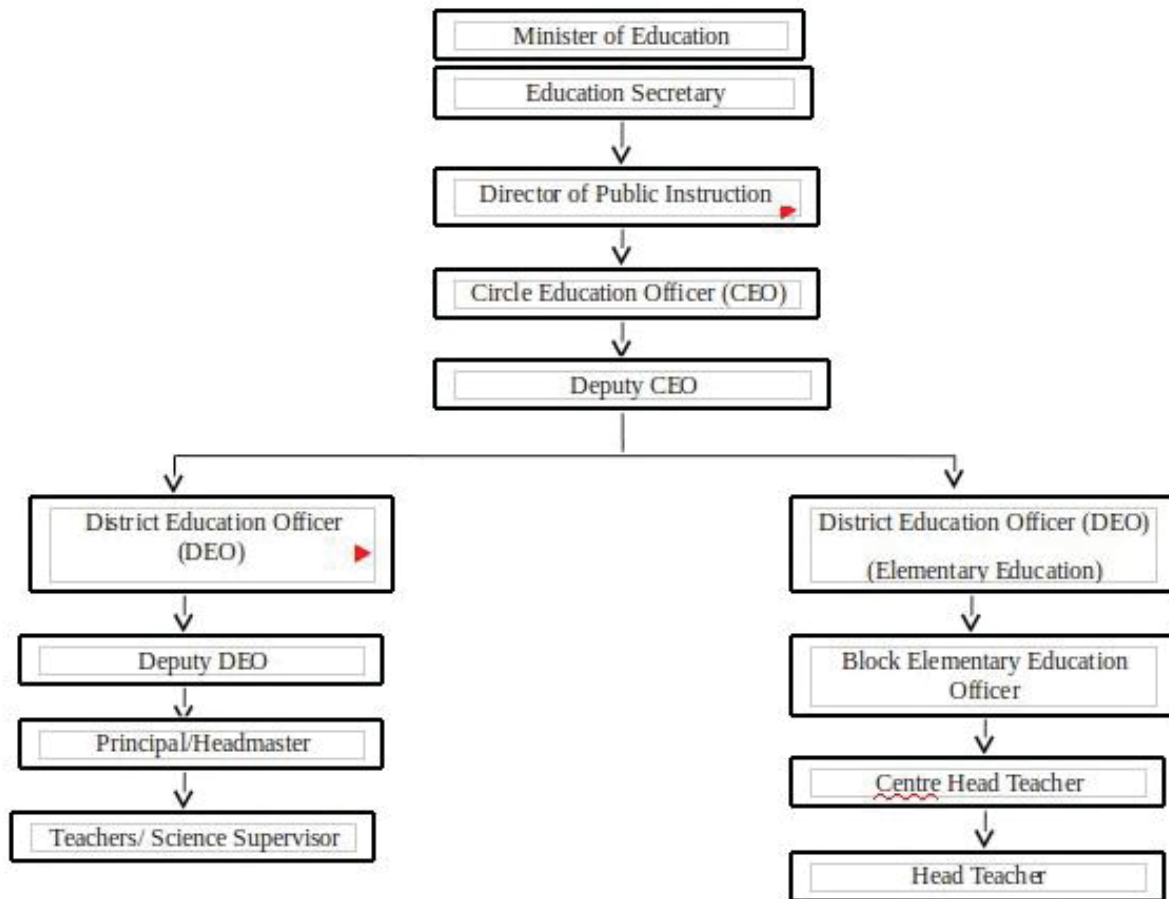 Minister of Education
Education Secretary
Director of Public Instruction
Circle Education Officer (CEO)
Deputy CEO
District Education Officer
(DEO)
Deputy DEO
Principal/Headmaster
Teachers/ Science Supervisor
District Education Officer (DEO)
(Elementary Education)
Block Elementary Education
Officer
Centre Head Teacher
Head Teacher